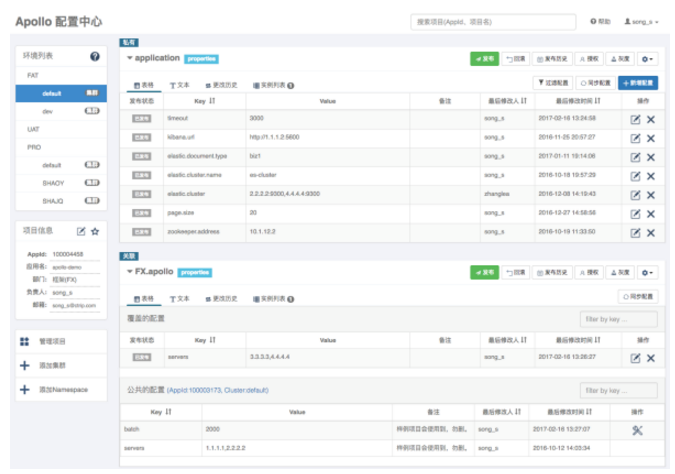 Apollo 配置中心
搜索项目(AppId、项目名)
帮助
song_s
环境列表
FAT
default 集群
dev 集群
UAT
PRO
default 集群
SHAOY 集群
SHAJQ 集群
项目信息
AppId: 100004458
应用名: apollo-demo
部门: 框架(FX)
负责人: song_s
邮箱: song_s@ctrip.com
管理项目
添加集群
添加Namespace
私有
application properties
发布 回滚 发布历史 授权 灰度
表格 文本 更改历史 实例列表
过滤配置 同步配置 新增配置
发布状态 Key Value 备注 最后修改人 最后修改时间 操作
已发布 timeout 3000 song_s 2017-02-16 13:24:58
已发布 kibana.url http://1.1.1.2:5600 song_s 2016-11-25 20:57:27
已发布 elastic.document.type biz1 song_s 2017-01-11 19:14:06
已发布 elastic.cluster.name es-cluster song_s 2016-10-18 19:57:29
已发布 elastic.cluster 2.2.2.2:9300,4.4.4.4:9300 zhanglea 2016-12-08 14:19:43
已发布 page.size 20 song_s 2016-12-27 14:58:56
已发布 zookeeper.address 10.1.12.2 song_s 2016-10-19 11:33:50
关联
FX.apollo properties
发布 回滚 发布历史 授权 灰度
表格 文本 更改历史 实例列表
同步配置
覆盖的配置
filter by key ...
发布状态 Key Value 备注 最后修改人 最后修改时间 操作
已发布 servers 3.3.3.3,4.4.4.4 song_s 2017-02-16 13:26:27
公共的配置 (AppId:100003173, Cluster:default)
filter by key ...
Key Value 备注 最后修改人 最后修改时间 操作
batch 2000 样例项目会使用到，勿删。 song_s 2017-02-16 13:27:07
servers 1.1.1.1,2.2.2.2 样例项目会使用到，勿删。 song_s 2016-10-12 14:03:34